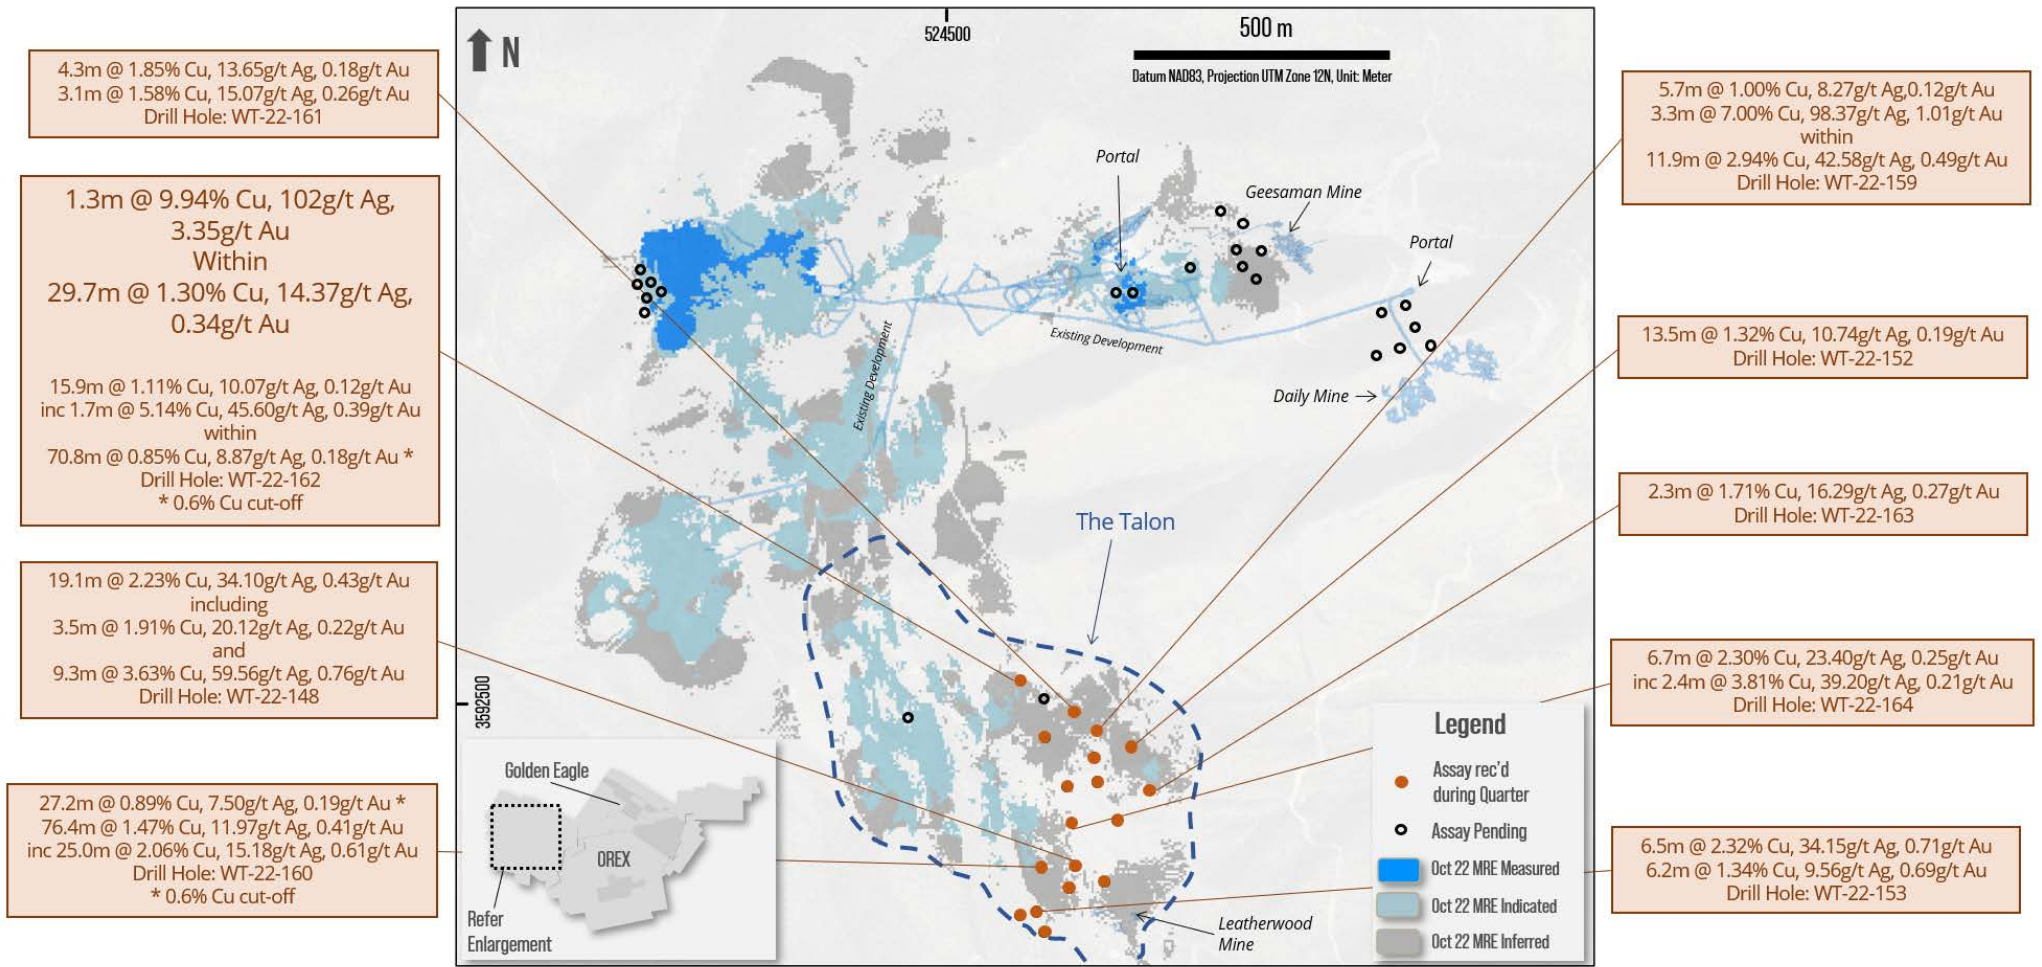 4.3m @ 1.85% Cu, 13.65g/t Ag, 0.18g/t Au
3.1m @ 1.58% Cu, 15.07g/t Ag, 0.26g/t Au
Drill Hole: WT-22-161
1.3m @ 9.94% Cu, 102g/t Ag,
3.35g/t Au
Within
29.7m @ 1.30% Cu, 14.37g/t Ag,
0.34g/t Au
15.9m @ 1.11% Cu, 10.07g/t Ag, 0.12g/t Au
inc 1.7m @ 5.14% Cu, 45.60g/t Ag, 0.39g/t Au
within
70.8m @ 0.85% Cu, 8.87g/t Ag, 0.18g/t Au *
Drill Hole: WT-22-162
* 0.6% Cu cut-off
19.1m @ 2.23% Cu, 34.10g/t Ag, 0.43g/t Au
including
3.5m @ 1.91% Cu, 20.12g/t Ag, 0.22g/t Au
and
9.3m @ 3.63% Cu, 59.56g/t Ag, 0.76g/t Au
Drill Hole: WT-22-148
27.2m @ 0.89% Cu, 7.50g/t Ag, 0.19g/t Au *
76.4m @ 1.47% Cu, 11.97g/t Ag, 0.41g/t Au
inc 25.0m @ 2.06% Cu, 15.18g/t Ag, 0.61g/t Au
Drill Hole: WT-22-160
* 0.6% Cu cut-off
N
524500
500 m
Datum NAD83, Projection UTM Zone 12N, Unit: Meter
Portal
Geesaman Mine
Portal
Existing Development
Existing Development
Daily Mine
The Talon
3592500
Golden Eagle
OREX
Refer
Enlargement
Leatherwood
Mine
Legend
Assay rec'd
during Quarter
Assay Pending
Oct 22 MRE Measured
Oct 22 MRE Indicated
Oct 22 MRE Inferred
5.7m @ 1.00% Cu, 8.27g/t Ag,0.12g/t Au
3.3m @ 7.00% Cu, 98.37g/t Ag, 1.01g/t Au
within
11.9m @ 2.94% Cu, 42.58g/t Ag, 0.49g/t Au
Drill Hole: WT-22-159
13.5m @ 1.32% Cu, 10.74g/t Ag, 0.19g/t Au
Drill Hole: WT-22-152
2.3m @ 1.71% Cu, 16.29g/t Ag, 0.27g/t Au
Drill Hole: WT-22-163
6.7m @ 2.30% Cu, 23.40g/t Ag, 0.25g/t Au
inc 2.4m @ 3.81% Cu, 39.20g/t Ag, 0.21g/t Au
Drill Hole: WT-22-164
6.5m @ 2.32% Cu, 34.15g/t Ag, 0.71g/t Au
6.2m @ 1.34% Cu, 9.56g/t Ag, 0.69g/t Au
Drill Hole: WT-22-153